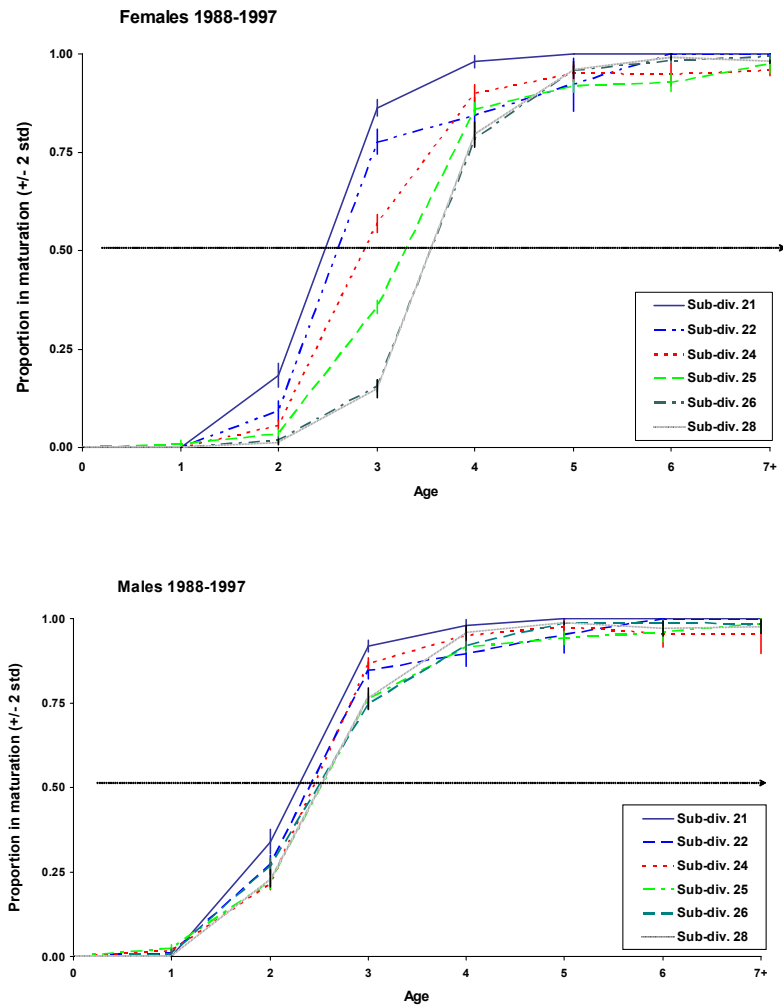 Females 1988-1997
Proportion in maturation (+/- 2 std)
1.00
0.75
0.50
0.25
0.00
0 1 2 3 4 5 6 7+
Age
Sub-div. 21
Sub-div. 22
Sub-div. 24
Sub-div. 25
Sub-div. 26
Sub-div. 28
Males 1988-1997
Proportion in maturation (+/- 2 std)
1.00
0.75
0.50
0.25
0.00
0 1 2 3 4 5 6 7+
Age
Sub-div. 21
Sub-div. 22
Sub-div. 24
Sub-div. 25
Sub-div. 26
Sub-div. 28